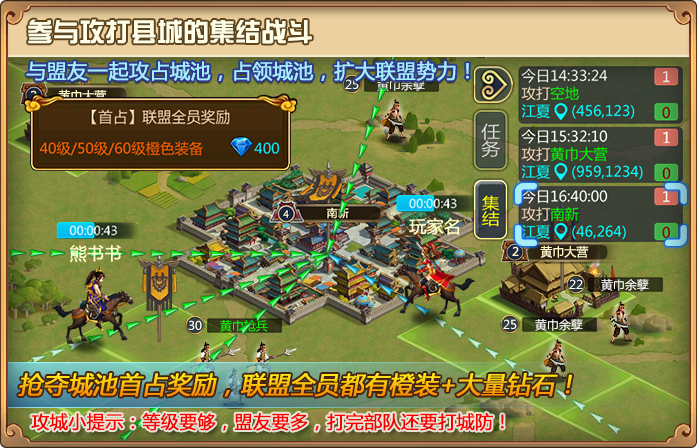 参与攻打县城的集结战斗
与盟友一起攻占城池，占领城池，扩大联盟势力！
2 黄巾大营
25 黄巾余孽
【首占】联盟全员奖励
40级/50级/60级橙色装备 400
任务
集结
今日14:33:24 1
攻打空地
江夏 (456,123) 0
今日15:32:10 1
攻打黄巾大营
江夏 (959,1234) 0
今日16:40:00 1
攻打南新
江夏 (46,264) 0
4 南新
00:00:43
熊书书
00:00:43
玩家名
2 黄巾大营
22 黄巾余孽
25 黄巾余孽
30 黄巾枪兵
抢夺城池首占奖励，联盟全员都有橙装+大量钻石！
攻城小提示：等级要够，盟友要多，打完部队还要打城防！